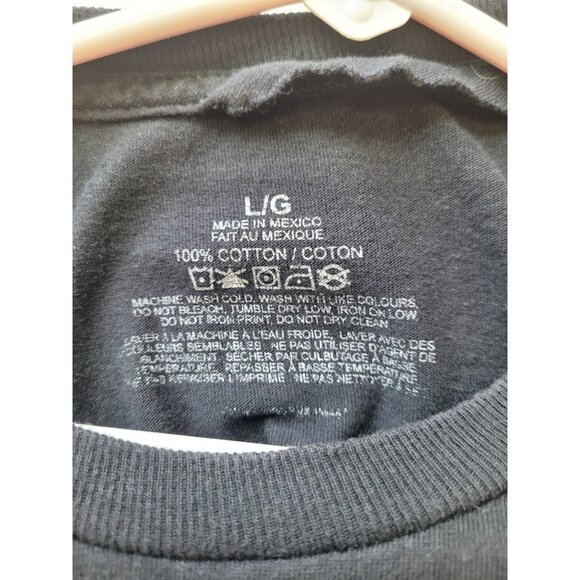 L/G
MADE IN MEXICO
FAIT AU MEXIQUE
100% COTTON / COTON
MACHINE WASH COLD, WASH WITH LIKE COLOURS,
DO NOT BLEACH, TUMBLE DRY LOW, IRON ON LOW
DO NOT IRON PRINT, DO NOT DRY CLEAN
LAVER À LA MACHINE À L'EAU FROIDE, LAVER AVEC DES
COULEURS SEMBLABLES, NE PAS UTILISER D'AGENT DE
BLANCHIMENT, SÉCHER PAR CULBUTAGE À BASSE
TEMPÉRATURE, REPASSER À BASSE TEMPÉRATURE
NE PAS REPASSER L'IMPRIMÉ, NE PAS NETTOYER À